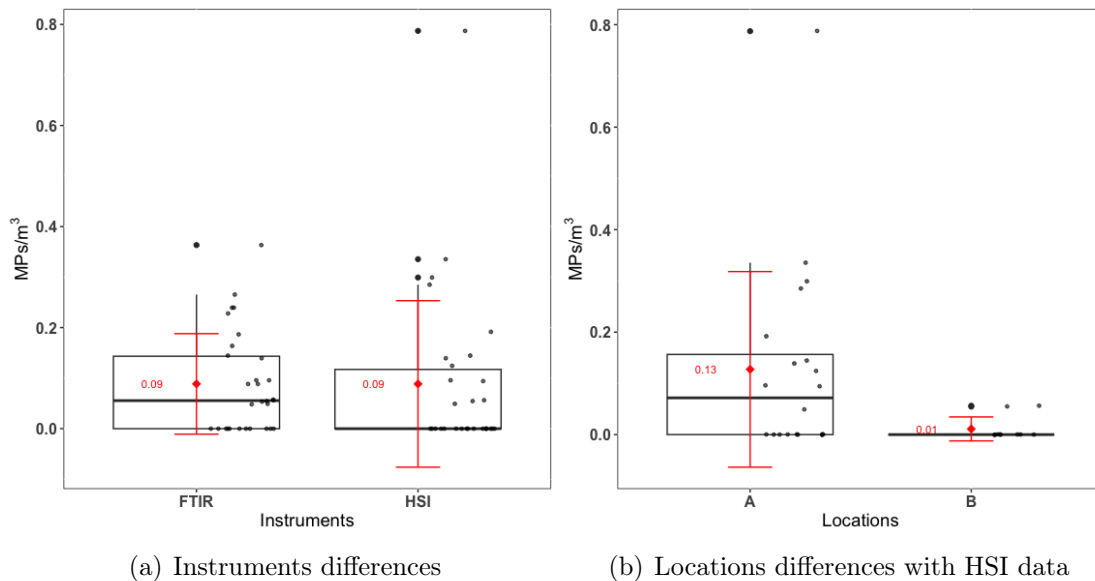 0.8
0.6
0.4
0.2
0.0
MPs/m³
0.09
0.09
FTIR
HSI
Instruments
(a) Instruments differences
0.8
0.6
0.4
0.2
0.0
MPs/m³
0.13
0.01
A
B
Locations
(b) Locations differences with HSI data